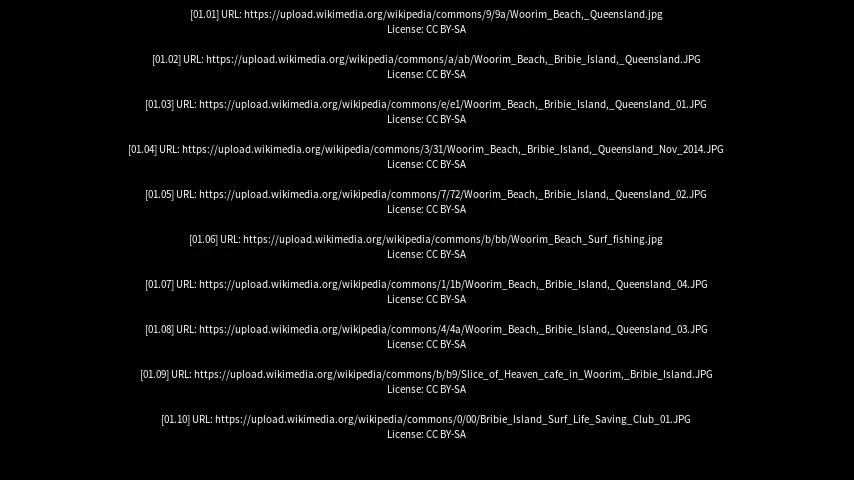 [01.01] URL: https://upload.wikimedia.org/wikipedia/commons/9/9a/Woorim_Beach,_Queensland.jpg
License: CC BY-SA
[01.02] URL: https://upload.wikimedia.org/wikipedia/commons/a/ab/Woorim_Beach,_Bribie_Island,_Queensland.JPG
License: CC BY-SA
[01.03] URL: https://upload.wikimedia.org/wikipedia/commons/e/e1/Woorim_Beach,_Bribie_Island,_Queensland_01.JPG
License: CC BY-SA
[01.04] URL: https://upload.wikimedia.org/wikipedia/commons/3/31/Woorim_Beach,_Bribie_Island,_Queensland_Nov_2014.JPG
License: CC BY-SA
[01.05] URL: https://upload.wikimedia.org/wikipedia/commons/7/72/Woorim_Beach,_Bribie_Island,_Queensland_02.JPG
License: CC BY-SA
[01.06] URL: https://upload.wikimedia.org/wikipedia/commons/b/bb/Woorim_Beach_Surf_fishing.jpg
License: CC BY-SA
[01.07] URL: https://upload.wikimedia.org/wikipedia/commons/1/1b/Woorim_Beach,_Bribie_Island,_Queensland_04.JPG
License: CC BY-SA
[01.08] URL: https://upload.wikimedia.org/wikipedia/commons/4/4a/Woorim_Beach,_Bribie_Island,_Queensland_03.JPG
License: CC BY-SA
[01.09] URL: https://upload.wikimedia.org/wikipedia/commons/b/b9/Slice_of_Heaven_cafe_in_Woorim,_Bribie_Island.JPG
License: CC BY-SA
[01.10] URL: https://upload.wikimedia.org/wikipedia/commons/0/00/Bribie_Island_Surf_Life_Saving_Club_01.JPG
License: CC BY-SA